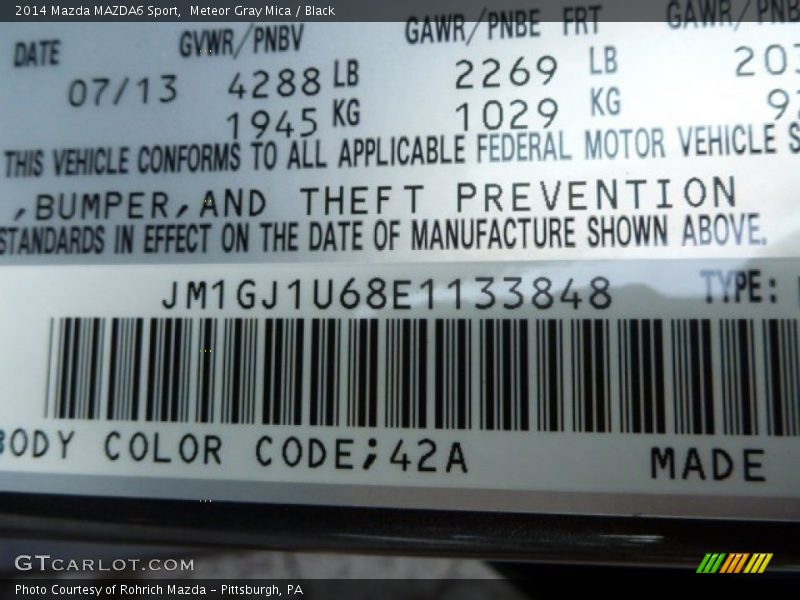 2014 Mazda MAZDA6 Sport,  Meteor Gray Mica / Black
DATE GVWR/PNBV GAWR/PNBE FRT GAWR/PNB
07/13 4288 LB 2269 LB 203
1945 KG 1029 KG 9
THIS VEHICLE CONFORMS TO ALL APPLICABLE FEDERAL MOTOR VEHICLE S
,BUMPER,AND THEFT PREVENTION
STANDARDS IN EFFECT ON THE DATE OF MANUFACTURE SHOWN ABOVE.
JM1GJ1U68E1133848 TYPE:
BODY COLOR CODE;42A MADE
GTCARLOT.COM
Photo Courtesy of Rohrich Mazda - Pittsburgh, PA